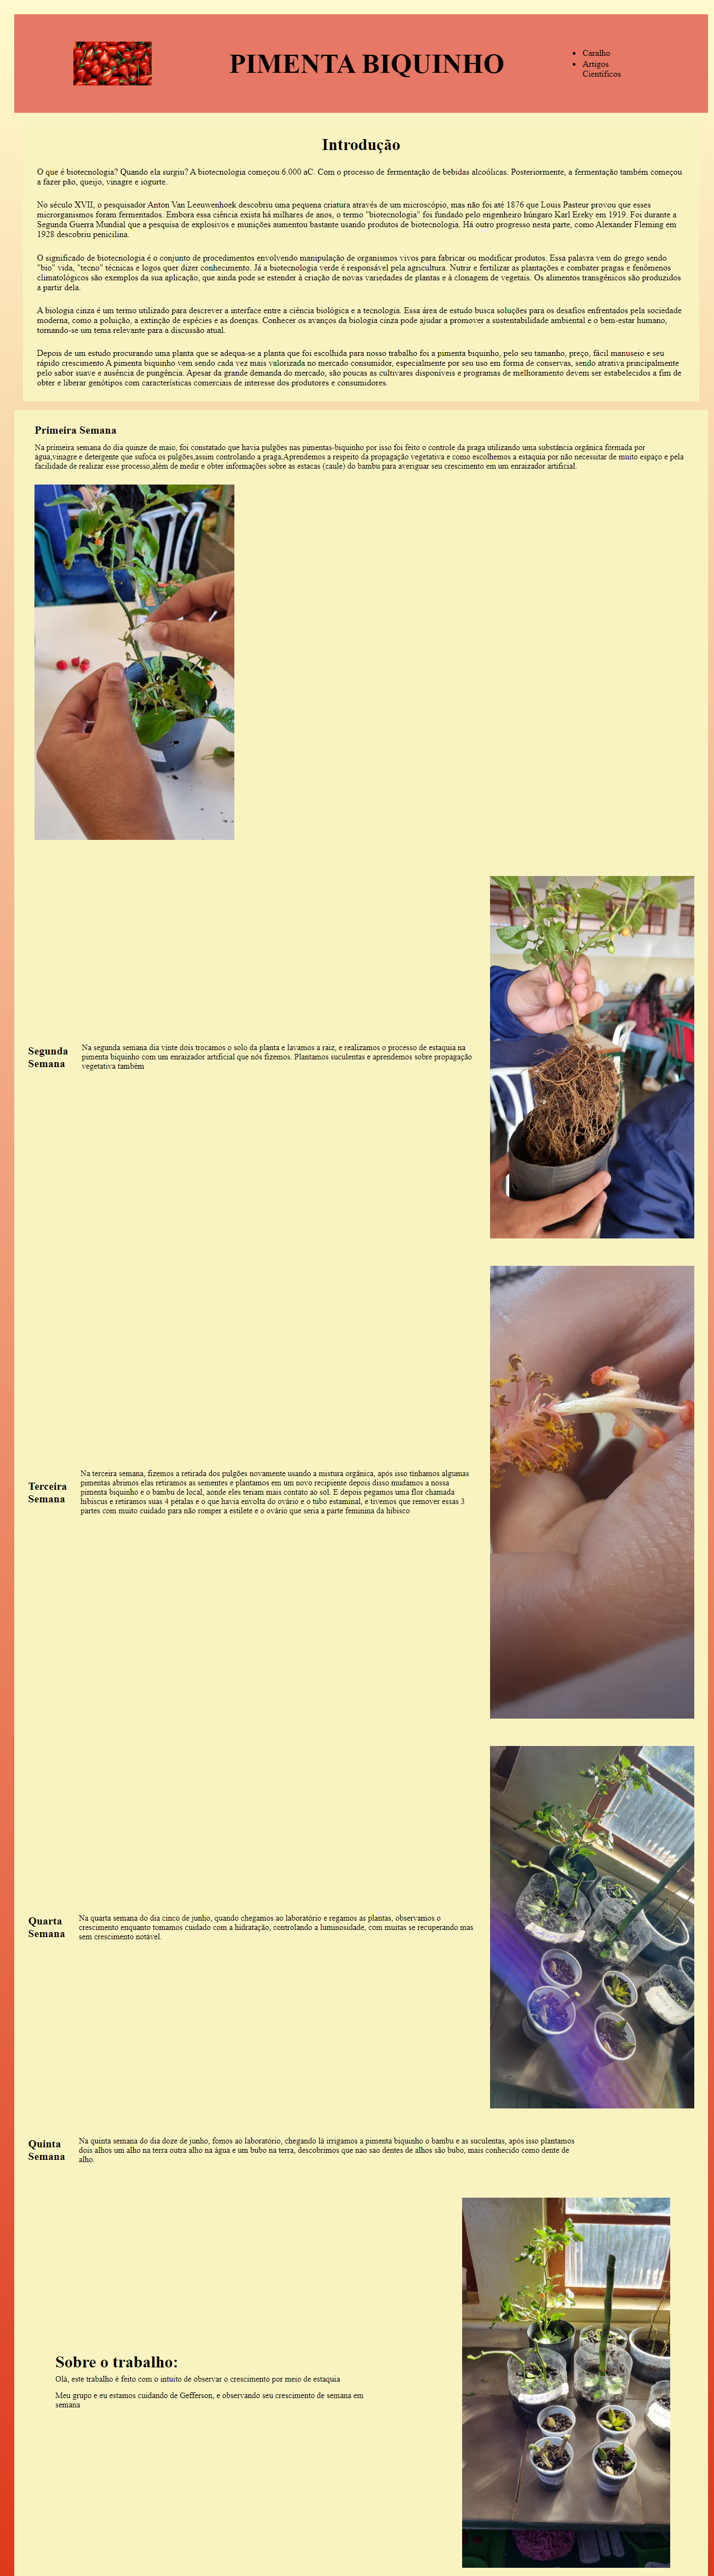 PIMENTA BIQUINHO
Caralho
Artigos
Científicos
Introdução
O que é biotecnologia? Quando ela surgiu? A biotecnologia começou 6.000 aC. Com o processo de fermentação de bebidas alcoólicas. Posteriormente, a fermentação também começou
a fazer pão, queijo, vinagre e iogurte.
No século XVII, o pesquisador Anton Van Leeuwenhoek descobriu uma pequena criatura através de um microscópio, mas não foi até 1876 que Louis Pasteur provou que esses
microrganismos foram fermentados. Embora essa ciência exista há milhares de anos, o termo "biotecnologia" foi fundado pelo engenheiro húngaro Karl Ereky em 1919. Foi durante a
Segunda Guerra Mundial que a pesquisa de explosivos e munições aumentou bastante usando produtos de biotecnologia. Há outro progresso nesta parte, como Alexander Fleming em
1928 descobriu penicilina.
O significado de biotecnologia é o conjunto de procedimentos envolvendo manipulação de organismos vivos para fabricar ou modificar produtos. Essa palavra vem do grego sendo
"bio" vida, "tecno" técnicas e logos quer dizer conhecimento. Já a biotecnologia verde é responsável pela agricultura. Nutrir e fertilizar as plantações e combater pragas e fenômenos
climatológicos são exemplos da sua aplicação, que ainda pode se estender à criação de novas variedades de plantas e à clonagem de vegetais. Os alimentos transgênicos são produzidos
a partir dela.
A biologia cinza é um termo utilizado para descrever a interface entre a ciência biológica e a tecnologia. Essa área de estudo busca soluções para os desafios enfrentados pela sociedade
moderna, como a poluição, a extinção de espécies e as doenças. Conhecer os avanços da biologia cinza pode ajudar a promover a sustentabilidade ambiental e o bem-estar humano,
tornando-se um tema relevante para a discussão atual.
Depois de um estudo procurando uma planta que se adequa-se a planta que foi escolhida para nosso trabalho foi a pimenta biquinho, pelo seu tamanho, preço, fácil manuseio e seu
rápido crescimento A pimenta biquinho vem sendo cada vez mais valorizada no mercado consumidor, especialmente por seu uso em forma de conservas, sendo atrativa principalmente
pelo sabor suave e ausência de pungência. Apesar da grande demanda do mercado, são poucas as cultivares disponíveis e programas de melhoramento devem ser estabelecidos a fim de
obter e liberar genótipos com características comerciais de interesse dos produtores e consumidores.
Primeira Semana
Na primeira semana do dia quinze de maio, foi constatado que havia pulgões nas pimentas-biquinho por isso foi feito o controle da praga utilizando uma substância orgânica formada por
àgua,vinagre e detergente que sufoca os pulgões,assim controlando a praga.Aprendemos a respeito da propagação vegetativa e como escolhemos a estaquia por não necessitar de muito espaço e pela
facilidade de realizar esse processo,além de medir e obter informações sobre as estacas (caule) do bambu para averiguar seu crescimento em um enraizador artificial.
Segunda
Semana
Na segunda semana dia vinte dois trocamos o solo da planta e lavamos a raiz, e realizamos o processo de estaquia na
pimenta biquinho com um enraizador artificial que nós fizemos. Plantamos suculentas e aprendemos sobre propagação
vegetativa também
Terceira
Semana
Na terceira semana, fizemos a retirada dos pulgões novamente usando a mistura orgânica, após isso tínhamos algumas
pimentas abrimos elas retiramos as sementes e plantamos em um novo recipiente depois disso mudamos a nossa
pimenta biquinho e o bambu de local, aonde eles teriam mais contato ao sol. E depois pegamos uma flor chamada
hibiscus e retiramos suas 4 pétalas e o que havia envolta do ovário e o tubo estaminal, e tivemos que remover essas 3
partes com muito cuidado para não romper a estilete e o ovário que seria a parte feminina da hibisco
Quarta
Semana
Na quarta semana do dia cinco de junho, quando chegamos ao laboratório e regamos as plantas, observamos o
crescimento enquanto tomamos cuidado com a hidratação, controlando a luminosidade, com muitas se recuperando mas
sem crescimento notável.
Quinta
Semana
Na quinta semana do dia doze de junho, fomos ao laboratório, chegando lá irrigamos a pimenta biquinho o bambu e as suculentas, após isso plantamos
dois alhos um alho na terra outra alho na água e um bubo na terra, descobrimos que nao sao dentes de alhos são bubo, mais conhecido como dente de
alho.
Sobre o trabalho:
Olá, este trabalho é feito com o intuito de observar o crescimento por meio de estaquia
Meu grupo e eu estamos cuidando de Gefferson, e observando seu crescimento de semana em
semana